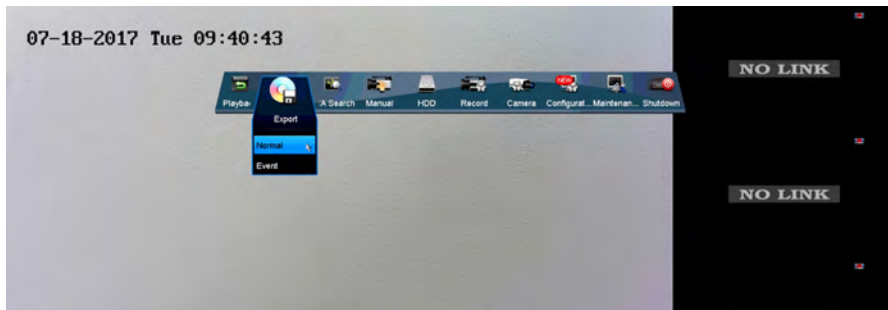 07-18-2017 Tue 09:40:43
NO LINK
Playba
Export
:A Search
Manual
HDD
Record
Camera
NEW
Configurat...
Maintenan...
Shutdown
Normal
Event
NO LINK